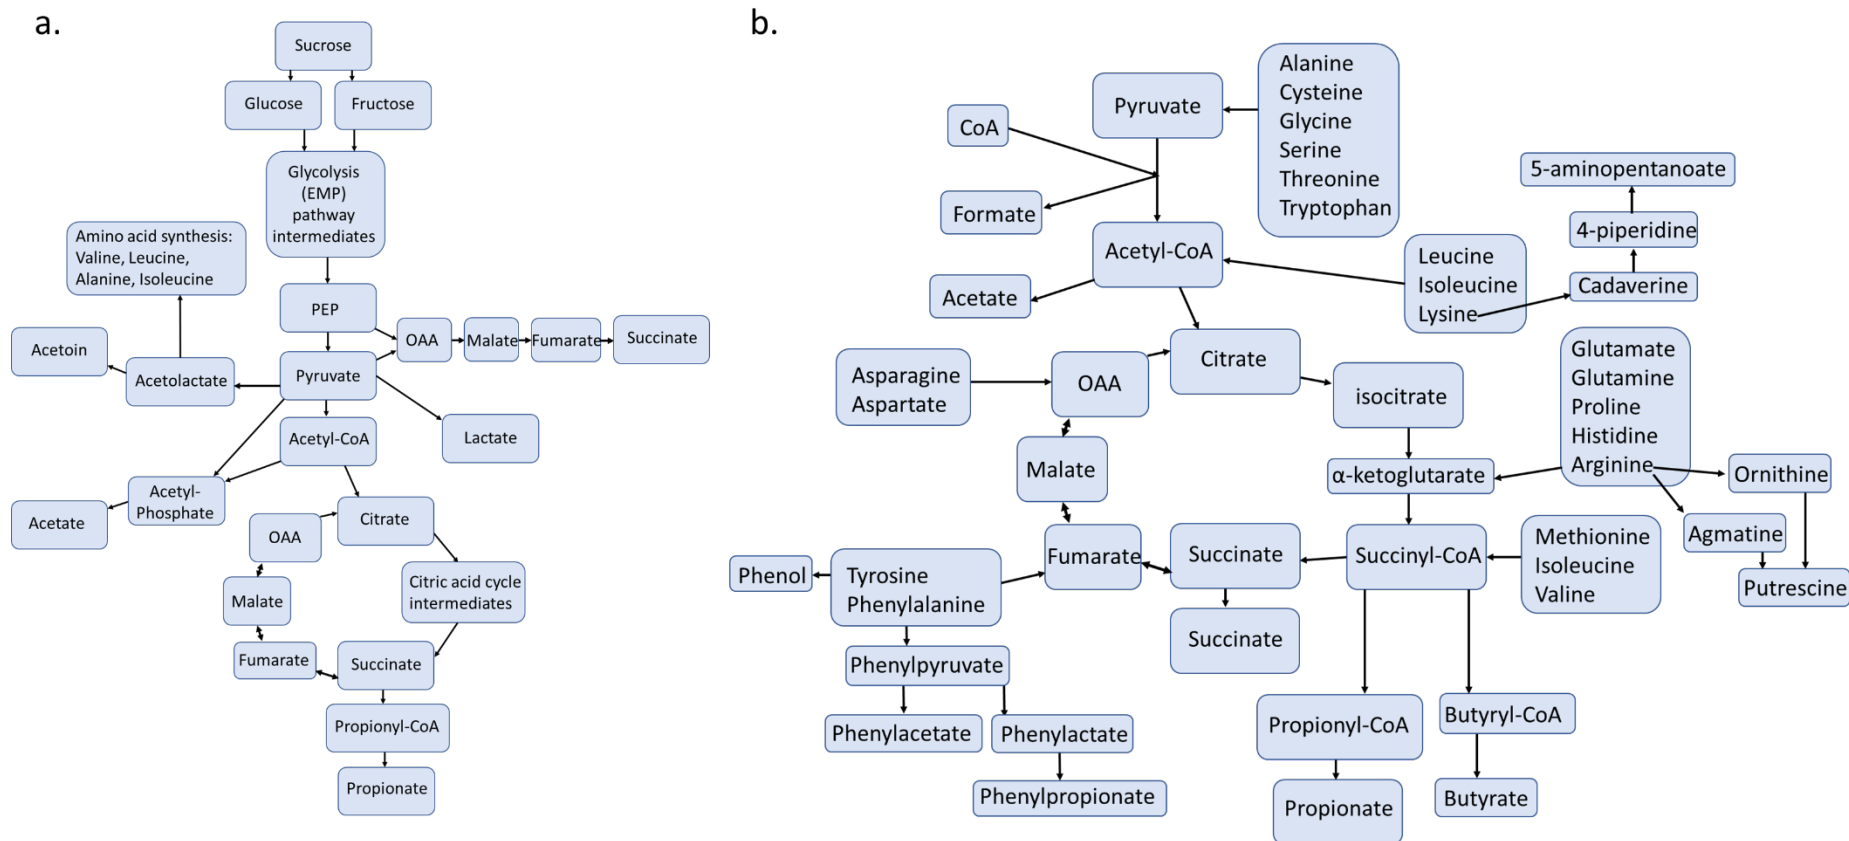 a.
Sucrose
Glucose
Fructose
Glycolysis
(EMP)
pathway
intermediates
Amino acid synthesis:
Valine, Leucine,
Alanine, Isoleucine
PEP
OAA
Malate
Fumarate
Succinate
Acetoin
Acetolactate
Pyruvate
Acetyl-CoA
Lactate
Acetyl-
Phosphate
Acetate
Citrate
OAA
Citric acid cycle
intermediates
Malate
Fumarate
Succinate
Propionyl-CoA
Propionate
b.
Pyruvate
Alanine
Cysteine
Glycine
Serine
Threonine
Tryptophan
CoA
Formate
5-aminopentanoate
4-piperidine
Cadaverine
Acetyl-CoA
Leucine
Isoleucine
Lysine
Acetate
Citrate
Asparagine
Aspartate
OAA
isocitrate
Glutamate
Glutamine
Proline
Histidine
Arginine
Malate
α-ketoglutarate
Ornithine
Agmatine
Putrescine
Phenol
Tyrosine
Phenylalanine
Fumarate
Succinate
Succinyl-CoA
Methionine
Isoleucine
Valine
Succinate
Phenylpyruvate
Phenylacetate
Phenylactate
Phenylpropionate
Propionyl-CoA
Butyryl-CoA
Propionate
Butyrate